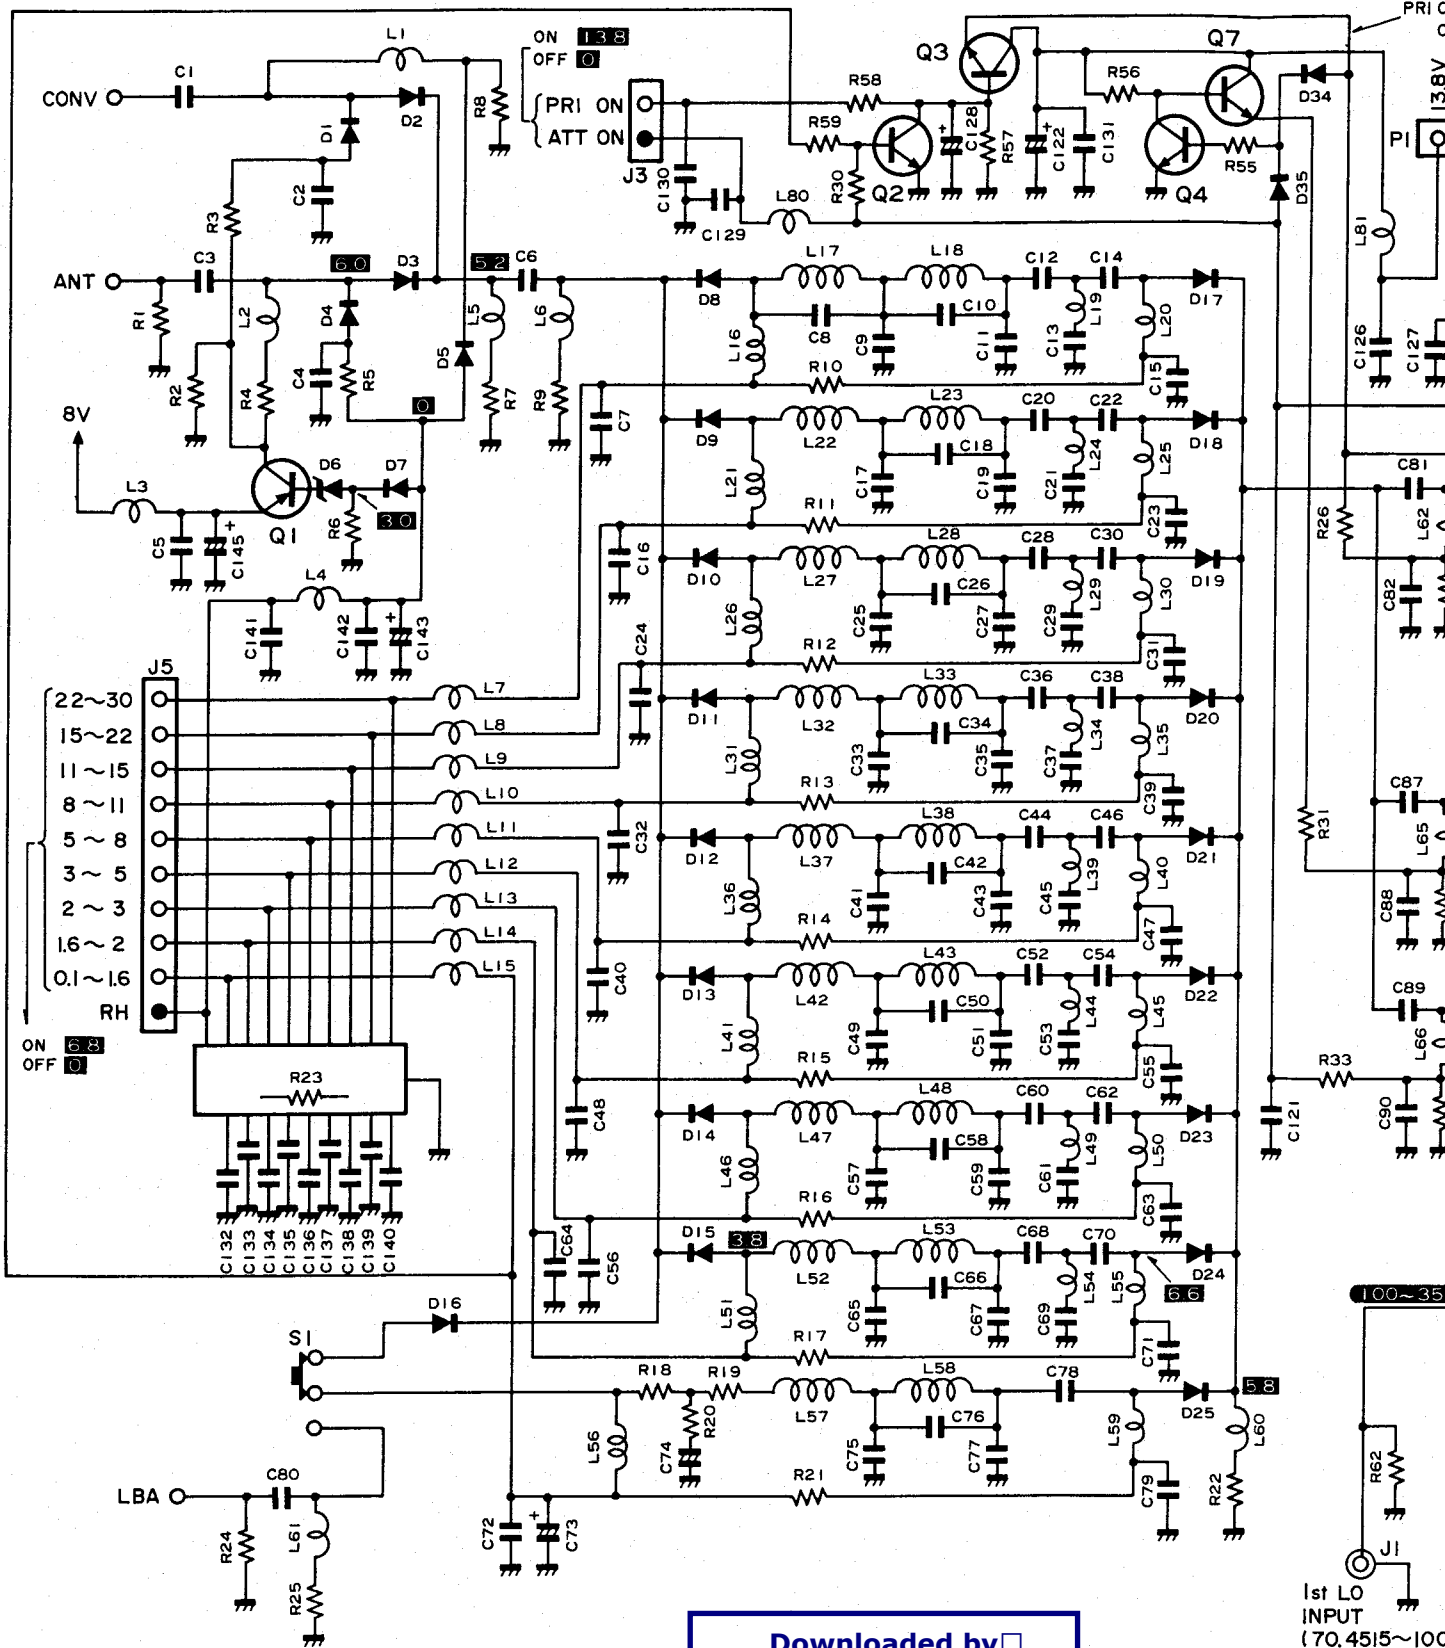 PRI O
L1
ON 13.8
OFF 0
Q3
Q7
C1
CONV
R8
PRI ON
ATT ON
J3
R58
R59
C128
R57
R56
D34
13.8V
P1
D1
D2
C122
C131
R55
Q2
Q4
C130
R30
D35
C2
R3
C129
L80
L81
ANT
C3
6.0
D3
5.2
C6
L17
L18
C12
C14
D8
D17
R1
L2
D4
D5
L5
L6
L16
C8
C9
C10
C11
L19
C13
L20
C15
C126
C127
R2
R4
C4
R5
R7
R9
R10
0
C7
8V
D9
L22
L23
C20
C22
D18
L21
C17
C18
C19
L24
C21
L25
C23
C81
L62
L3
D6
D7
3.0
Q1
R6
C5
C145
R11
C16
R26
D10
L27
L28
C28
C30
D19
L4
C141
C142
C143
L26
C25
C26
C27
L29
C29
L30
C31
C82
C24
R12
J5
22~30
L7
D11
L32
L33
C36
C38
D20
15~22
L8
L31
C33
C34
C35
L34
C37
L35
C39
11~15
L9
8~11
L10
R13
C32
C87
L65
R31
5~8
L11
D12
L37
L38
C44
C46
D21
3~5
L12
L36
C41
C42
C43
C45
L39
L40
C47
2~3
L13
C88
1.6~2
L14
R14
C40
0.1~1.6
L15
D13
L42
L43
C52
C54
D22
RH
L41
C49
C50
C51
C53
L44
L45
C55
C89
L66
ON 6.8
OFF 0
R23
R15
C48
R33
C90
C121
D14
L47
L48
C60
C62
D23
L46
C57
C58
C59
C61
L49
L50
C63
R16
C132
C133
C134
C135
C136
C137
C138
C139
C140
C64
C56
D15
3.8
L52
L53
C68
C70
D24
6.6
L51
C65
C66
C67
C69
L54
L55
C71
100~35
D16
S1
R17
R18
R19
L57
L58
C78
D25
5.8
L56
R20
C74
C75
C76
C77
L59
C79
L60
R22
R62
LBA
C80
R24
L61
R25
C72
C73
R21
J1
1st LO
INPUT
(70.4515~100
Downloaded by□